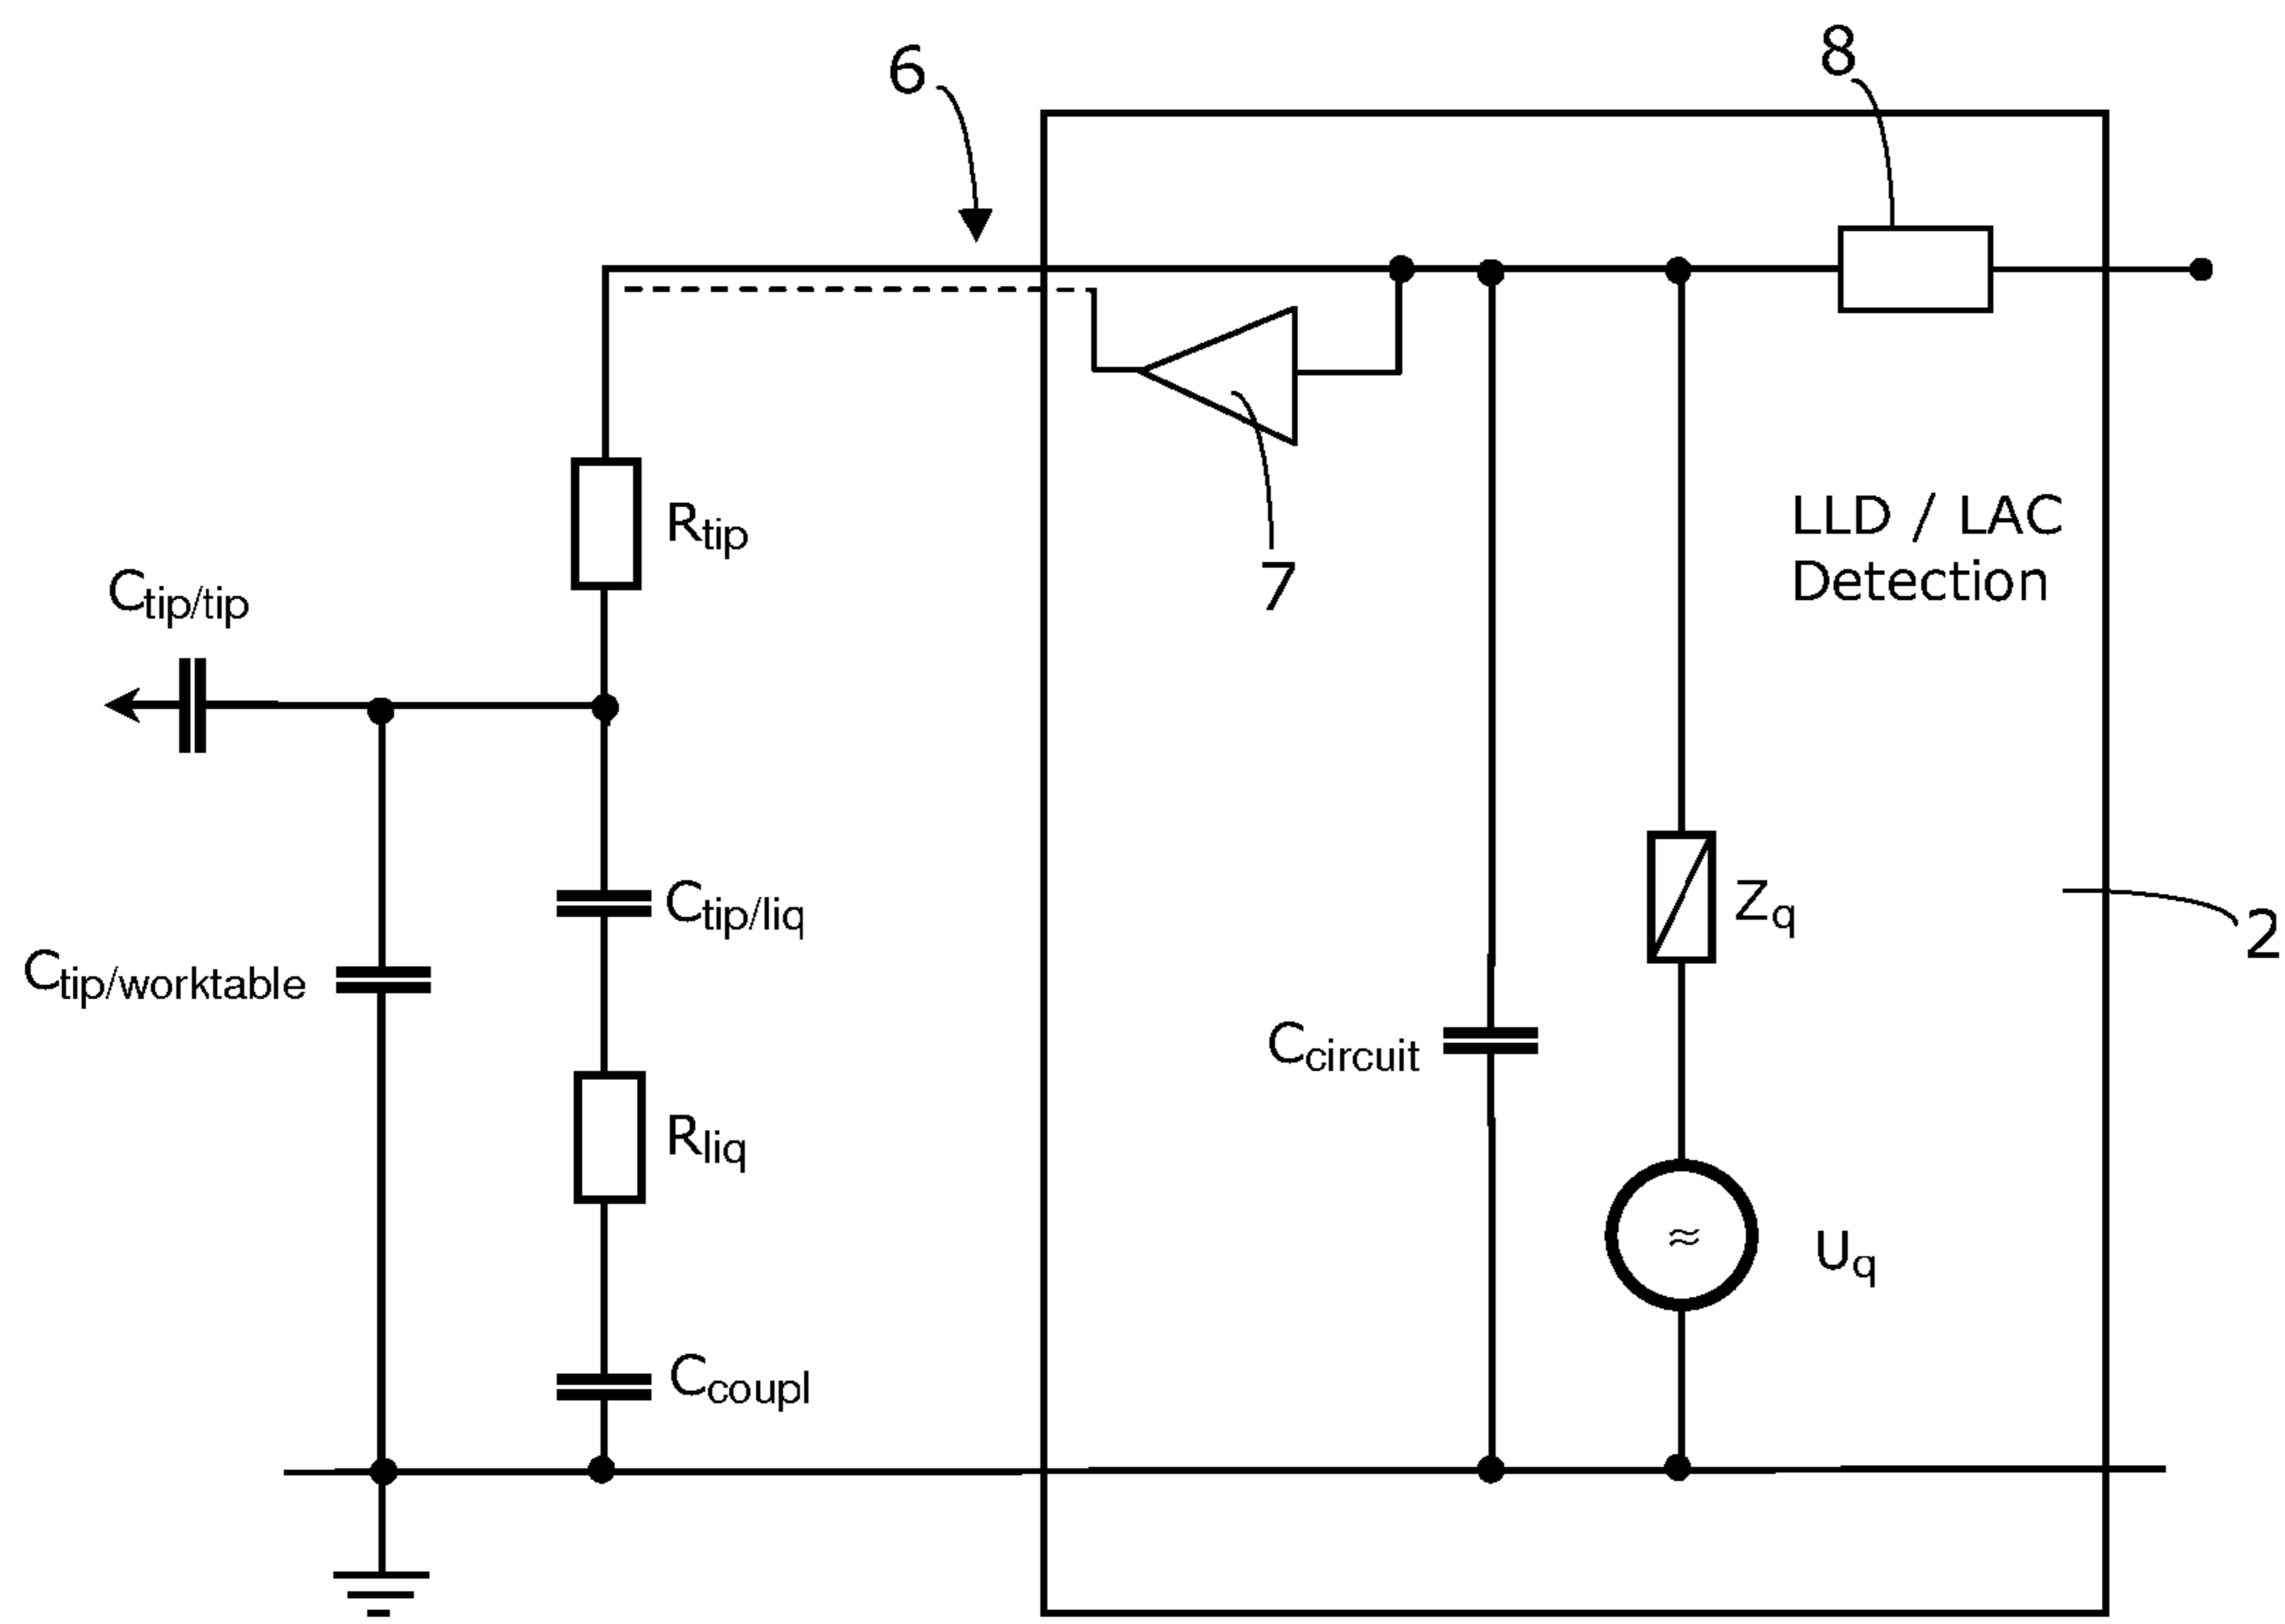 8
6
LLD / LAC
Detection
Rtip
7
Ctip/tip
Ctip/liq
Zq
2
Ctip/worktable
Ccircuit
Rliq
≈
Uq
Ccoupl